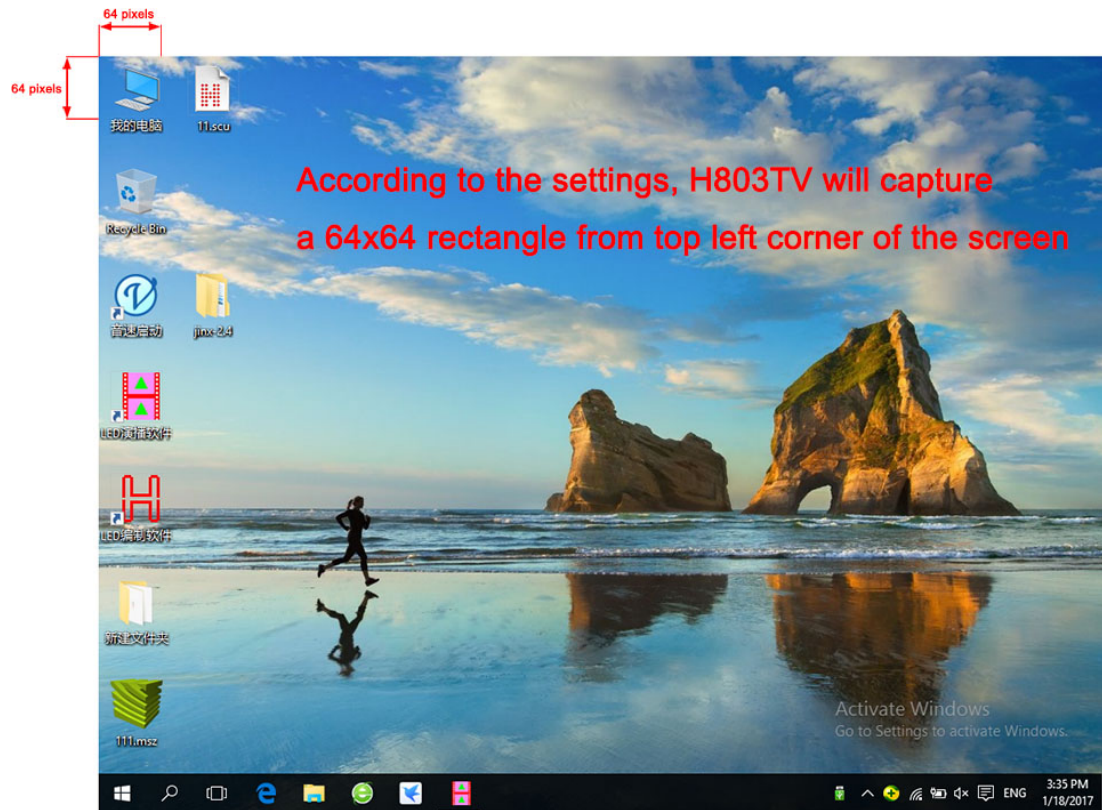 64 pixels
64 pixels
我的电脑
11.scu
According to the settings, H803TV will capture
a 64x64 rectangle from top left corner of the screen
Recycle Bin
音速启动
jinx-2.4
LED演播软件
LED编制软件
新建文件夹
111.msz
Activate Windows
Go to Settings to activate Windows.
ENG
3:35 PM
1/18/2017